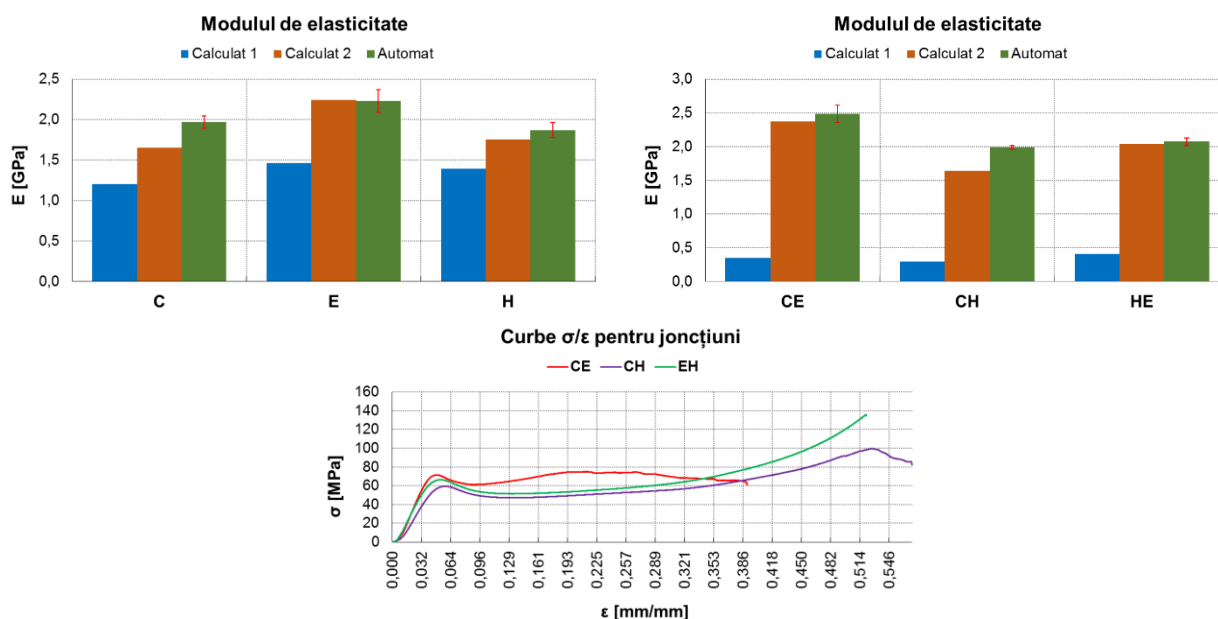 Modulul de elasticitate
Calculat 1 Calculat 2 Automat
2,5
2,0
1,5
1,0
0,5
0,0
E [GPa]
C E H
Modulul de elasticitate
Calculat 1 Calculat 2 Automat
3,0
2,5
2,0
1,5
1,0
0,5
0,0
E [GPa]
CE CH HE
Curbe σ/ε pentru joncțiuni
CE CH EH
160
140
120
100
80
60
40
20
0
σ [MPa]
0,000 0,032 0,064 0,096 0,129 0,161 0,193 0,225 0,257 0,289 0,321 0,353 0,386 0,418 0,450 0,482 0,514 0,546
ε [mm/mm]